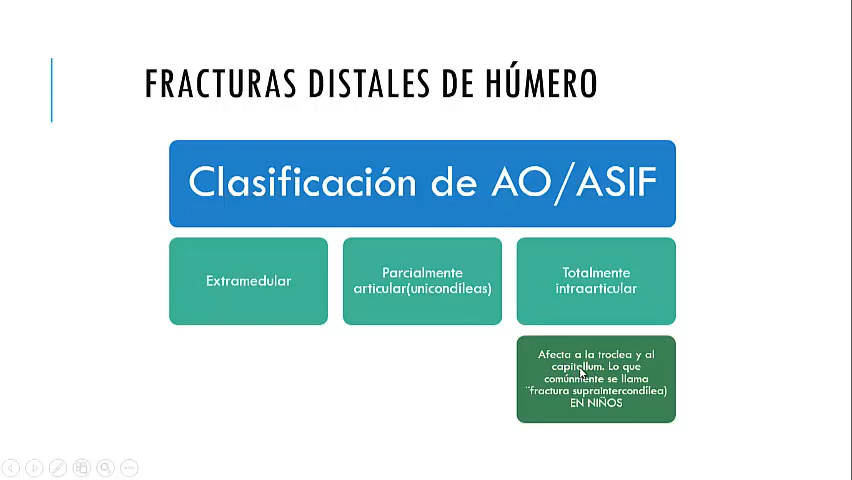 FRACTURAS DISTALES DE HÚMERO
Clasificación de AO/ASIF
Extramedular
Parcialmente
articular(unicondíleas)
Totalmente
intraarticular
Afecta a la troclea y al
capitellum. Lo que
comúnmente se llama
¨fractura supraintercondílea)
EN NIÑOS